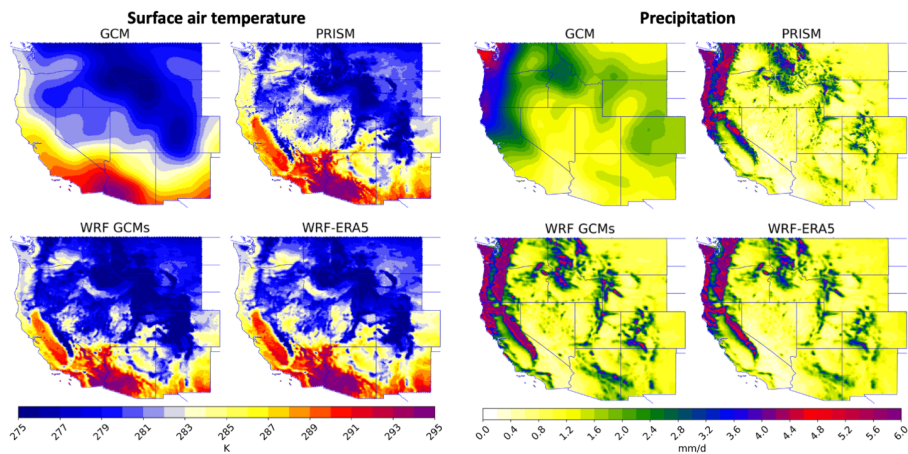 Surface air temperature
Precipitation
GCM
PRISM
GCM
PRISM
WRF GCMs
WRF-ERA5
WRF GCMs
WRF-ERA5
275 277 279 281 283 285 287 289 291 293 295
K
0.0 0.4 1.2 1.6 2.0 2.4 2.8 3.2 3.6 4.0 4.4 4.8 5.2 5.6 6.0
mm/d